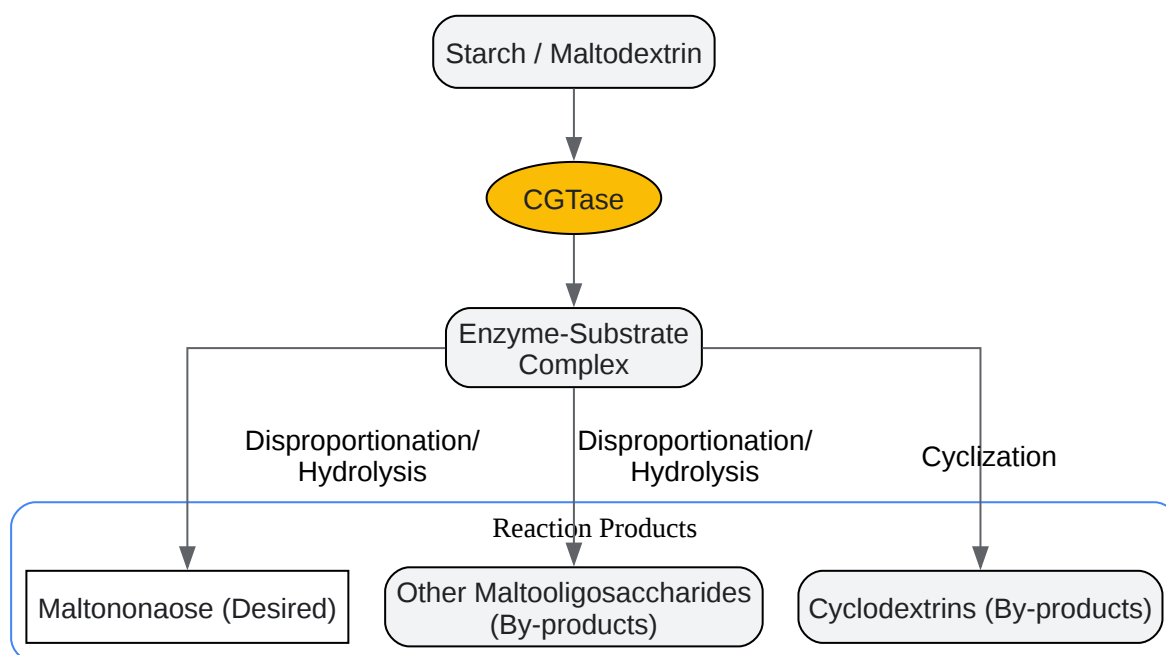 Starch / Maltodextrin
CGTase
Enzyme-Substrate
Complex
Disproportionation/
Hydrolysis
Disproportionation/
Hydrolysis
Cyclization
Reaction Products
Maltononaose (Desired)
Other Maltooligosaccharides
(By-products)
Cyclodextrins (By-products)